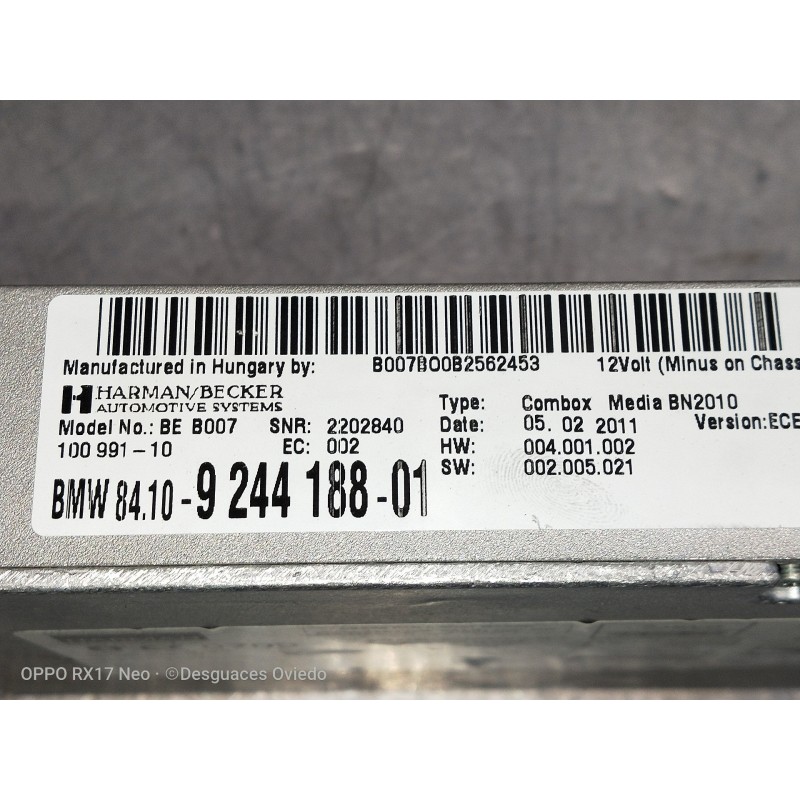 Manufactured in Hungary by: B007BO0B2562453 12Volt (Minus on Chass
HARMAN/BECKER
AUTOMOTIVE SYSTEMS
Type: Combox Media BN2010
Model No.: BE B007 SNR: 2202840 Date: 05. 02 2011 Version:ECE
100 991-10 EC: 002 HW: 004.001.002
SW: 002.005.021
BMW 84.10-9 244 188-01
OPPO RX17 Neo · ©Desguaces Oviedo